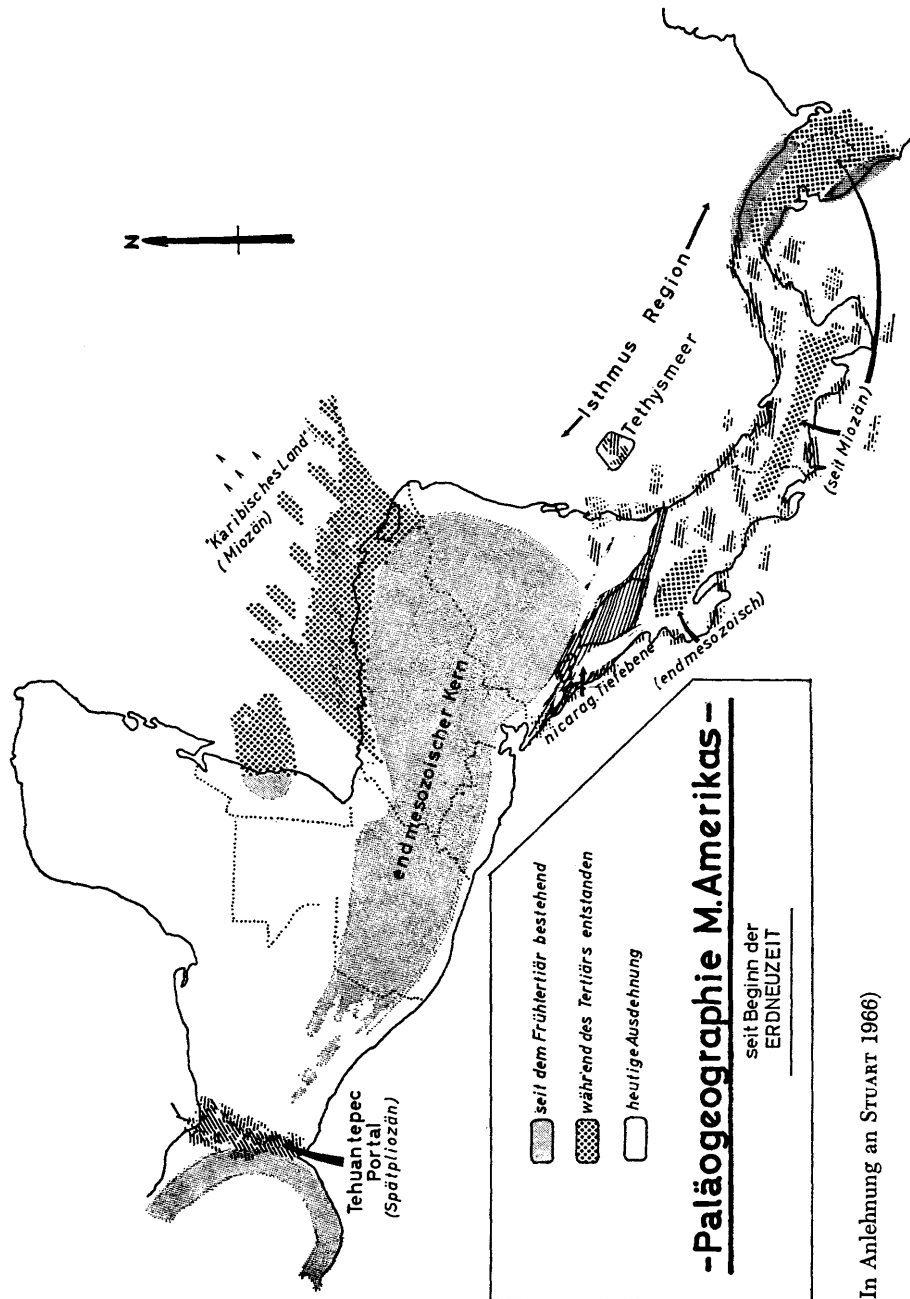 N
"Karibisches Land"
(Miozän)
Isthmus Region
Tethysmeer
Tehuantepec
Portal
(Spätpliozän)
endmesozoischer Kern
nicarag. Tiefebene
(endmesozoisch)
(seit Miozän)
seit dem Frühtertiär bestehend
während des Tertiärs entstanden
heutige Ausdehnung
-Paläogeographie M.Amerikas-
seit Beginn der
ERDNEUZEIT
In Anlehnung an STUART 1966)